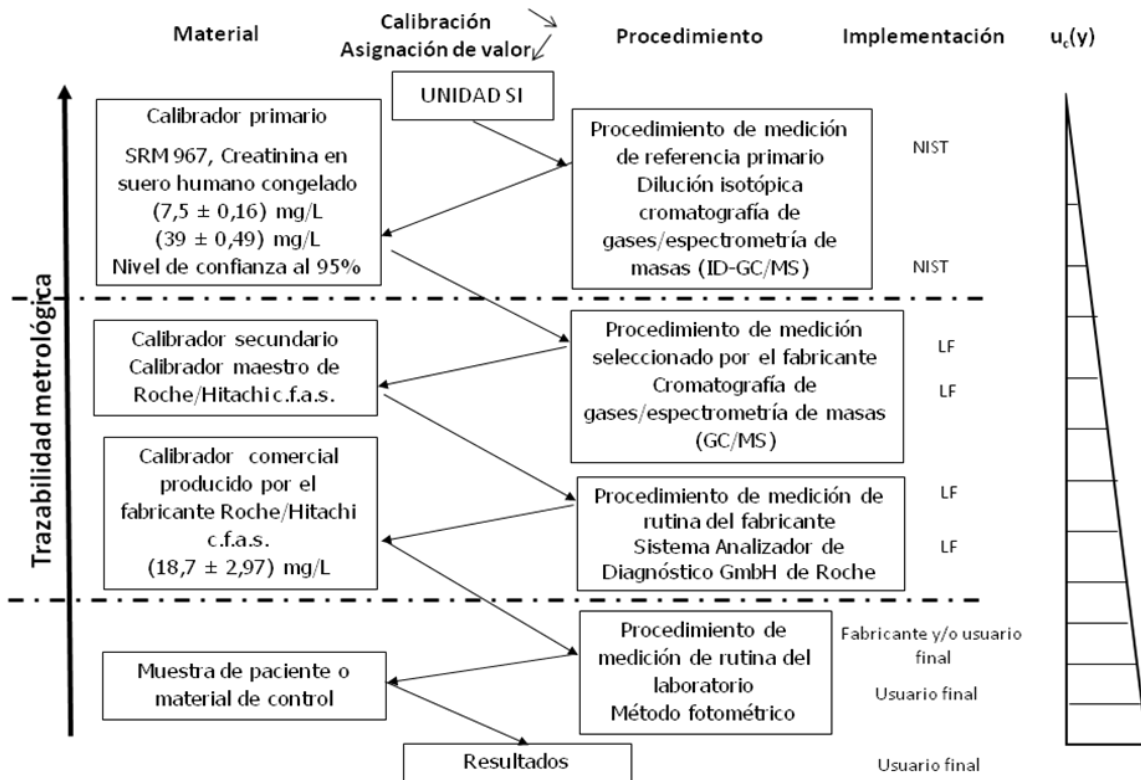 Material
Calibración
Asignación de valor
Procedimiento
Implementación
u_c(y)
Trazabilidad metrológica
UNIDAD SI
Calibrador primario
SRM 967, Creatinina en
suero humano congelado
(7,5 ± 0,16) mg/L
(39 ± 0,49) mg/L
Nivel de confianza al 95%
Procedimiento de medición
de referencia primario
Dilución isotópica
cromatografía de
gases/espectrometría de
masas (ID-GC/MS)
NIST
NIST
Calibrador secundario
Calibrador maestro de
Roche/Hitachi c.f.a.s.
Procedimiento de medición
seleccionado por el fabricante
Cromatografía de
gases/espectrometría de masas
(GC/MS)
LF
LF
Calibrador comercial
producido por el
fabricante Roche/Hitachi
c.f.a.s.
(18,7 ± 2,97) mg/L
Procedimiento de medición de
rutina del fabricante
Sistema Analizador de
Diagnóstico GmbH de Roche
LF
LF
Muestra de paciente o
material de control
Procedimiento de
medición de rutina del
laboratorio
Método fotométrico
Fabricante y/o usuario
final
Usuario final
Resultados
Usuario final